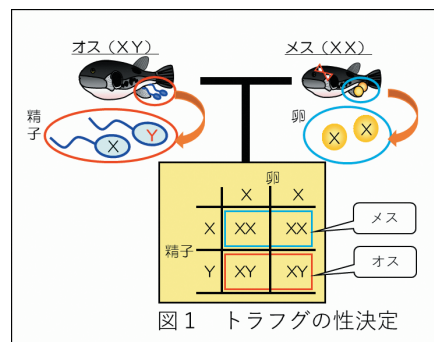 オス（ＸＹ）
メス（ＸＸ）
精子
X
Y
卵
X
X
卵
X X
精子
X XX XX
Y XY XY
メス
オス
図１　トラフグの性決定